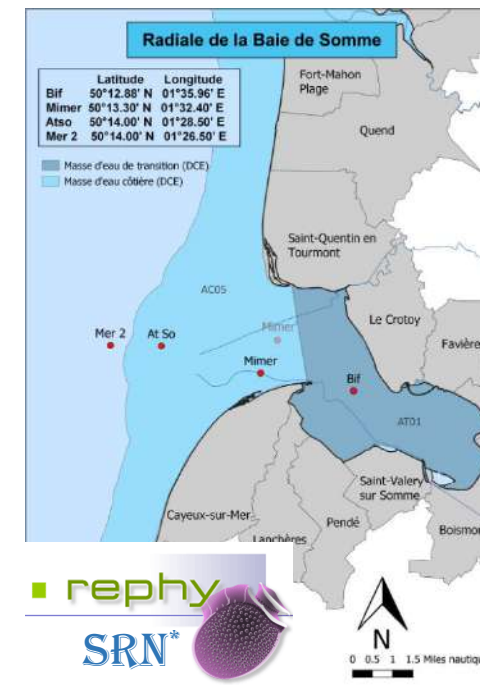 Radiale de la Baie de Somme
Latitude Longitude
Bif 50°12.88' N 01°35.96' E
Mimer 50°13.30' N 01°32.40' E
Atso 50°14.00' N 01°28.50' E
Mer 2 50°14.00' N 01°26.50' E
Masse d'eau de transition (DCE)
Masse d'eau côtière (DCE)
Fort-Mahon
Plage
Quend
Saint-Quentin en
Tourmont
AC05
Mer 2
At So
Mimer
Le Crotoy
Favière
Mimer
Bif
AT01
Saint-Valery
sur Somme
Cayeux-sur-Mer
Pendé
Boismon
Lanchères
rephy
SRN*
N
0 0.5 1 1.5 Miles nautiqu